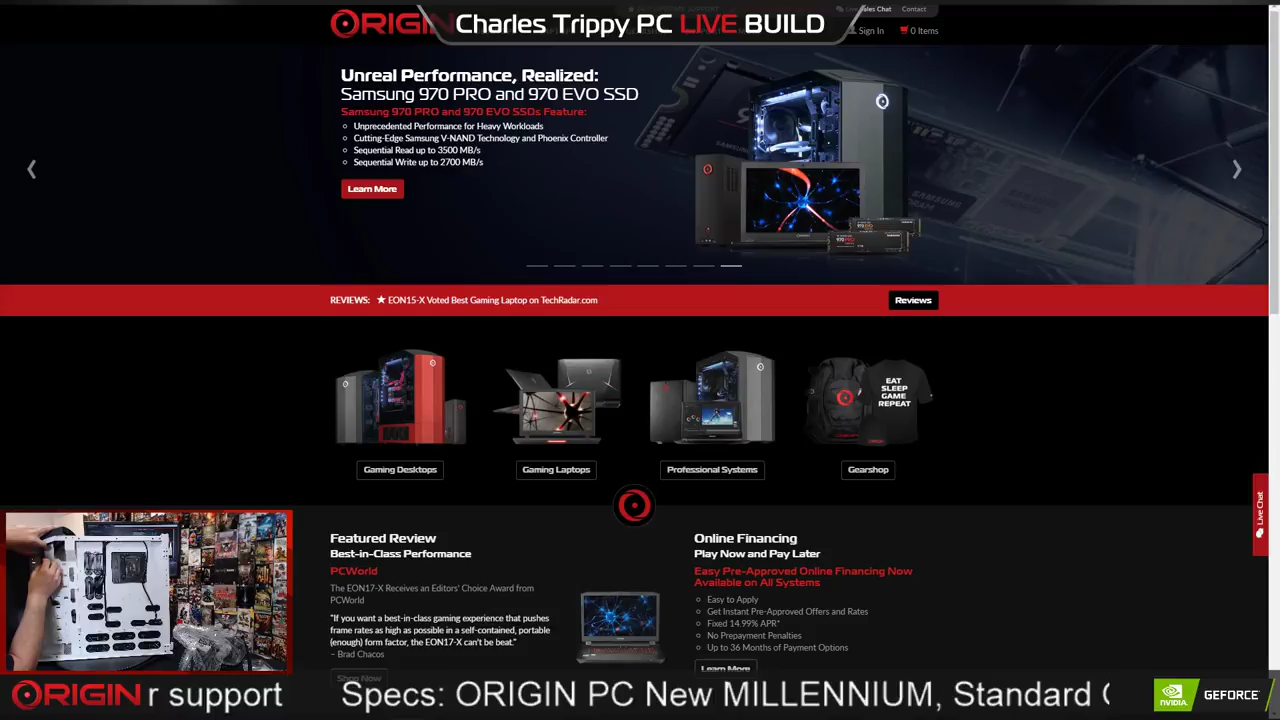 Live Sales Chat
Contact
ORIGIN
Charles Trippy PC LIVE BUILD
Sign In
0 Items
Unreal Performance, Realized:
Samsung 970 PRO and 970 EVO SSD
Samsung 970 PRO and 970 EVO SSDs Feature:
Unprecedented Performance for Heavy Workloads
Cutting-Edge Samsung V-NAND Technology and Phoenix Controller
Sequential Read up to 3500 MB/s
Sequential Write up to 2700 MB/s
Learn More
REVIEWS: ★ EON15-X Voted Best Gaming Laptop on TechRadar.com
Reviews
EAT
SLEEP
GAME
REPEAT
Gaming Desktops
Gaming Laptops
Professional Systems
Gearshop
Live Chat
Featured Review
Best-in-Class Performance
PCWorld
The EON17-X Receives an Editors' Choice Award from
PCWorld
"If you want a best-in-class gaming experience that pushes
frame rates as high as possible in a self-contained, portable
(enough) form factor, the EON17-X can't be beat."
– Brad Chacos
Shop Now
Online Financing
Play Now and Pay Later
Easy Pre-Approved Online Financing Now
Available on All Systems
Easy to Apply
Get Instant Pre-Approved Offers and Rates
Fixed 14.99% APR*
No Prepayment Penalties
Up to 36 Months of Payment Options
Learn More
ORIGIN r support Specs: ORIGIN PC New MILLENNIUM, Standard
NVIDIA GEFORCE